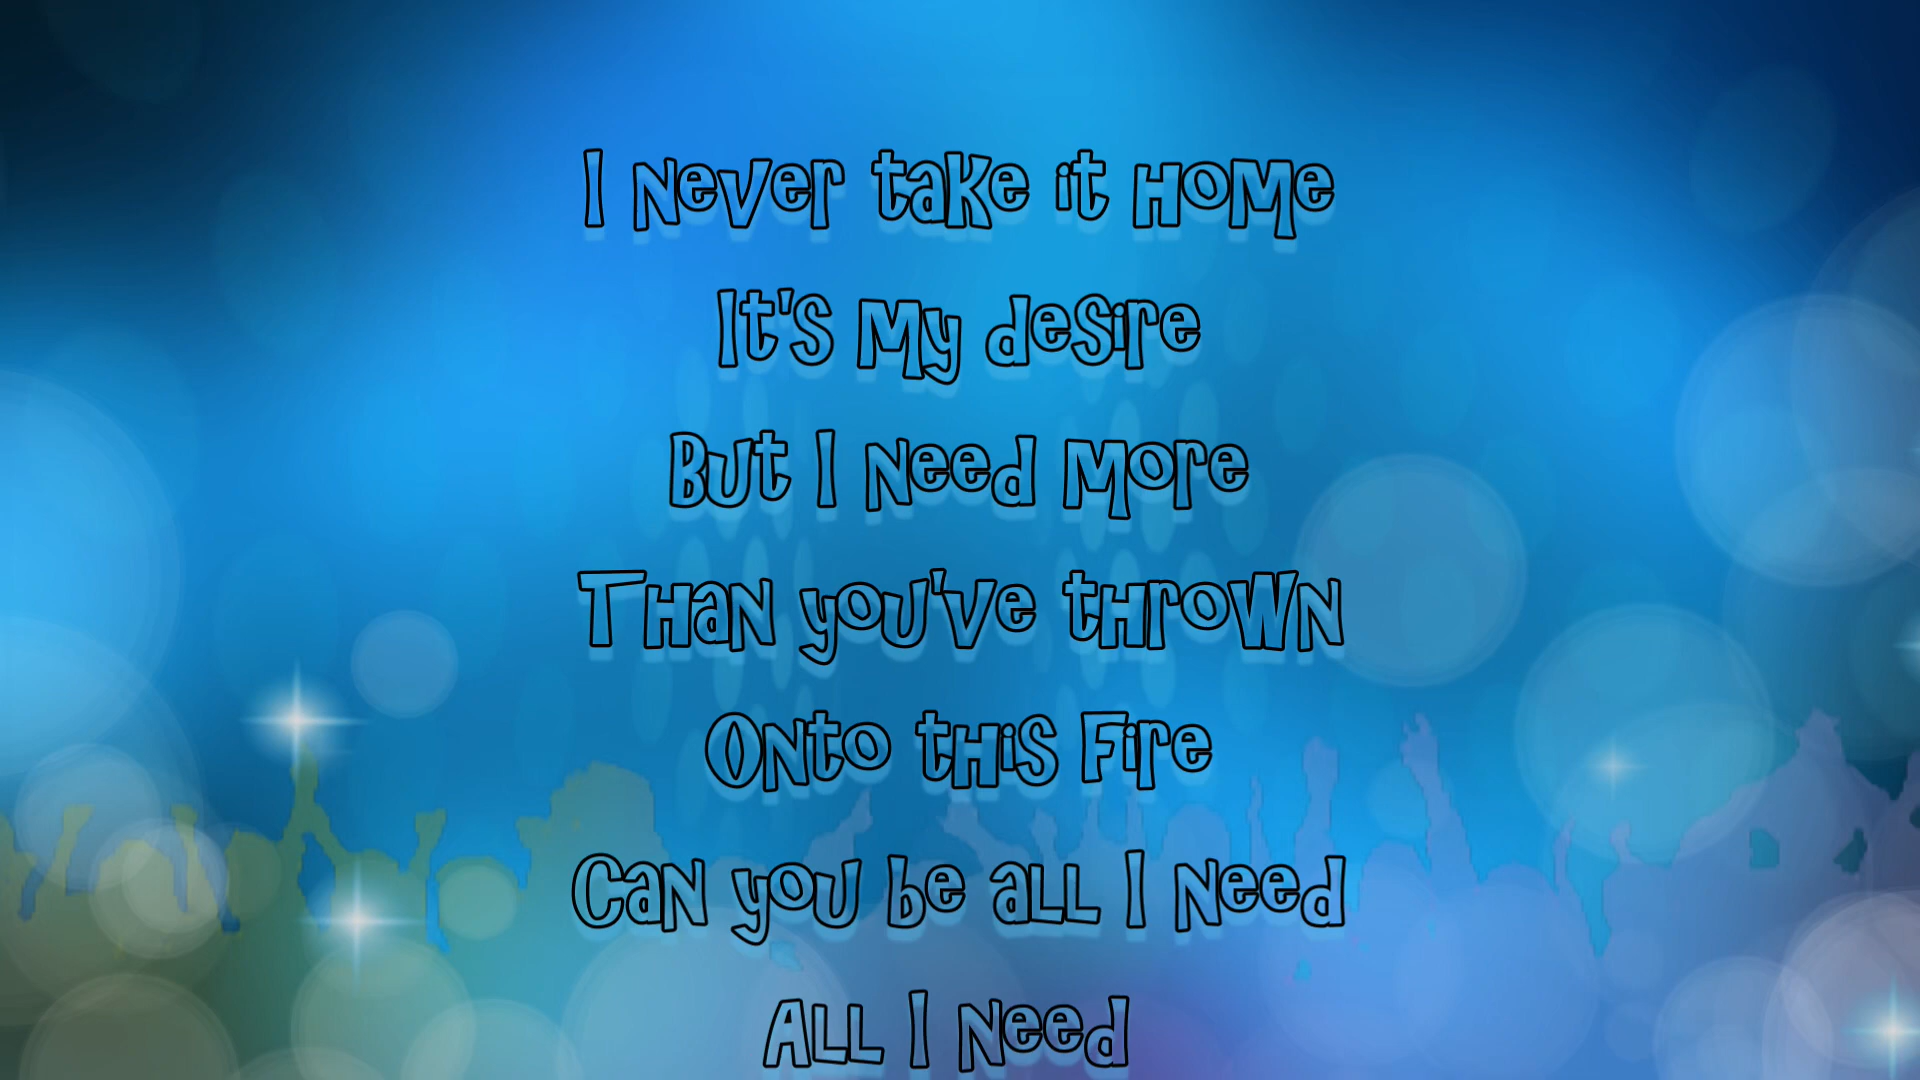 I never take it home
It's my desire
But I need more
Than you've thrown
Onto this fire
Can you be all I need
All I need